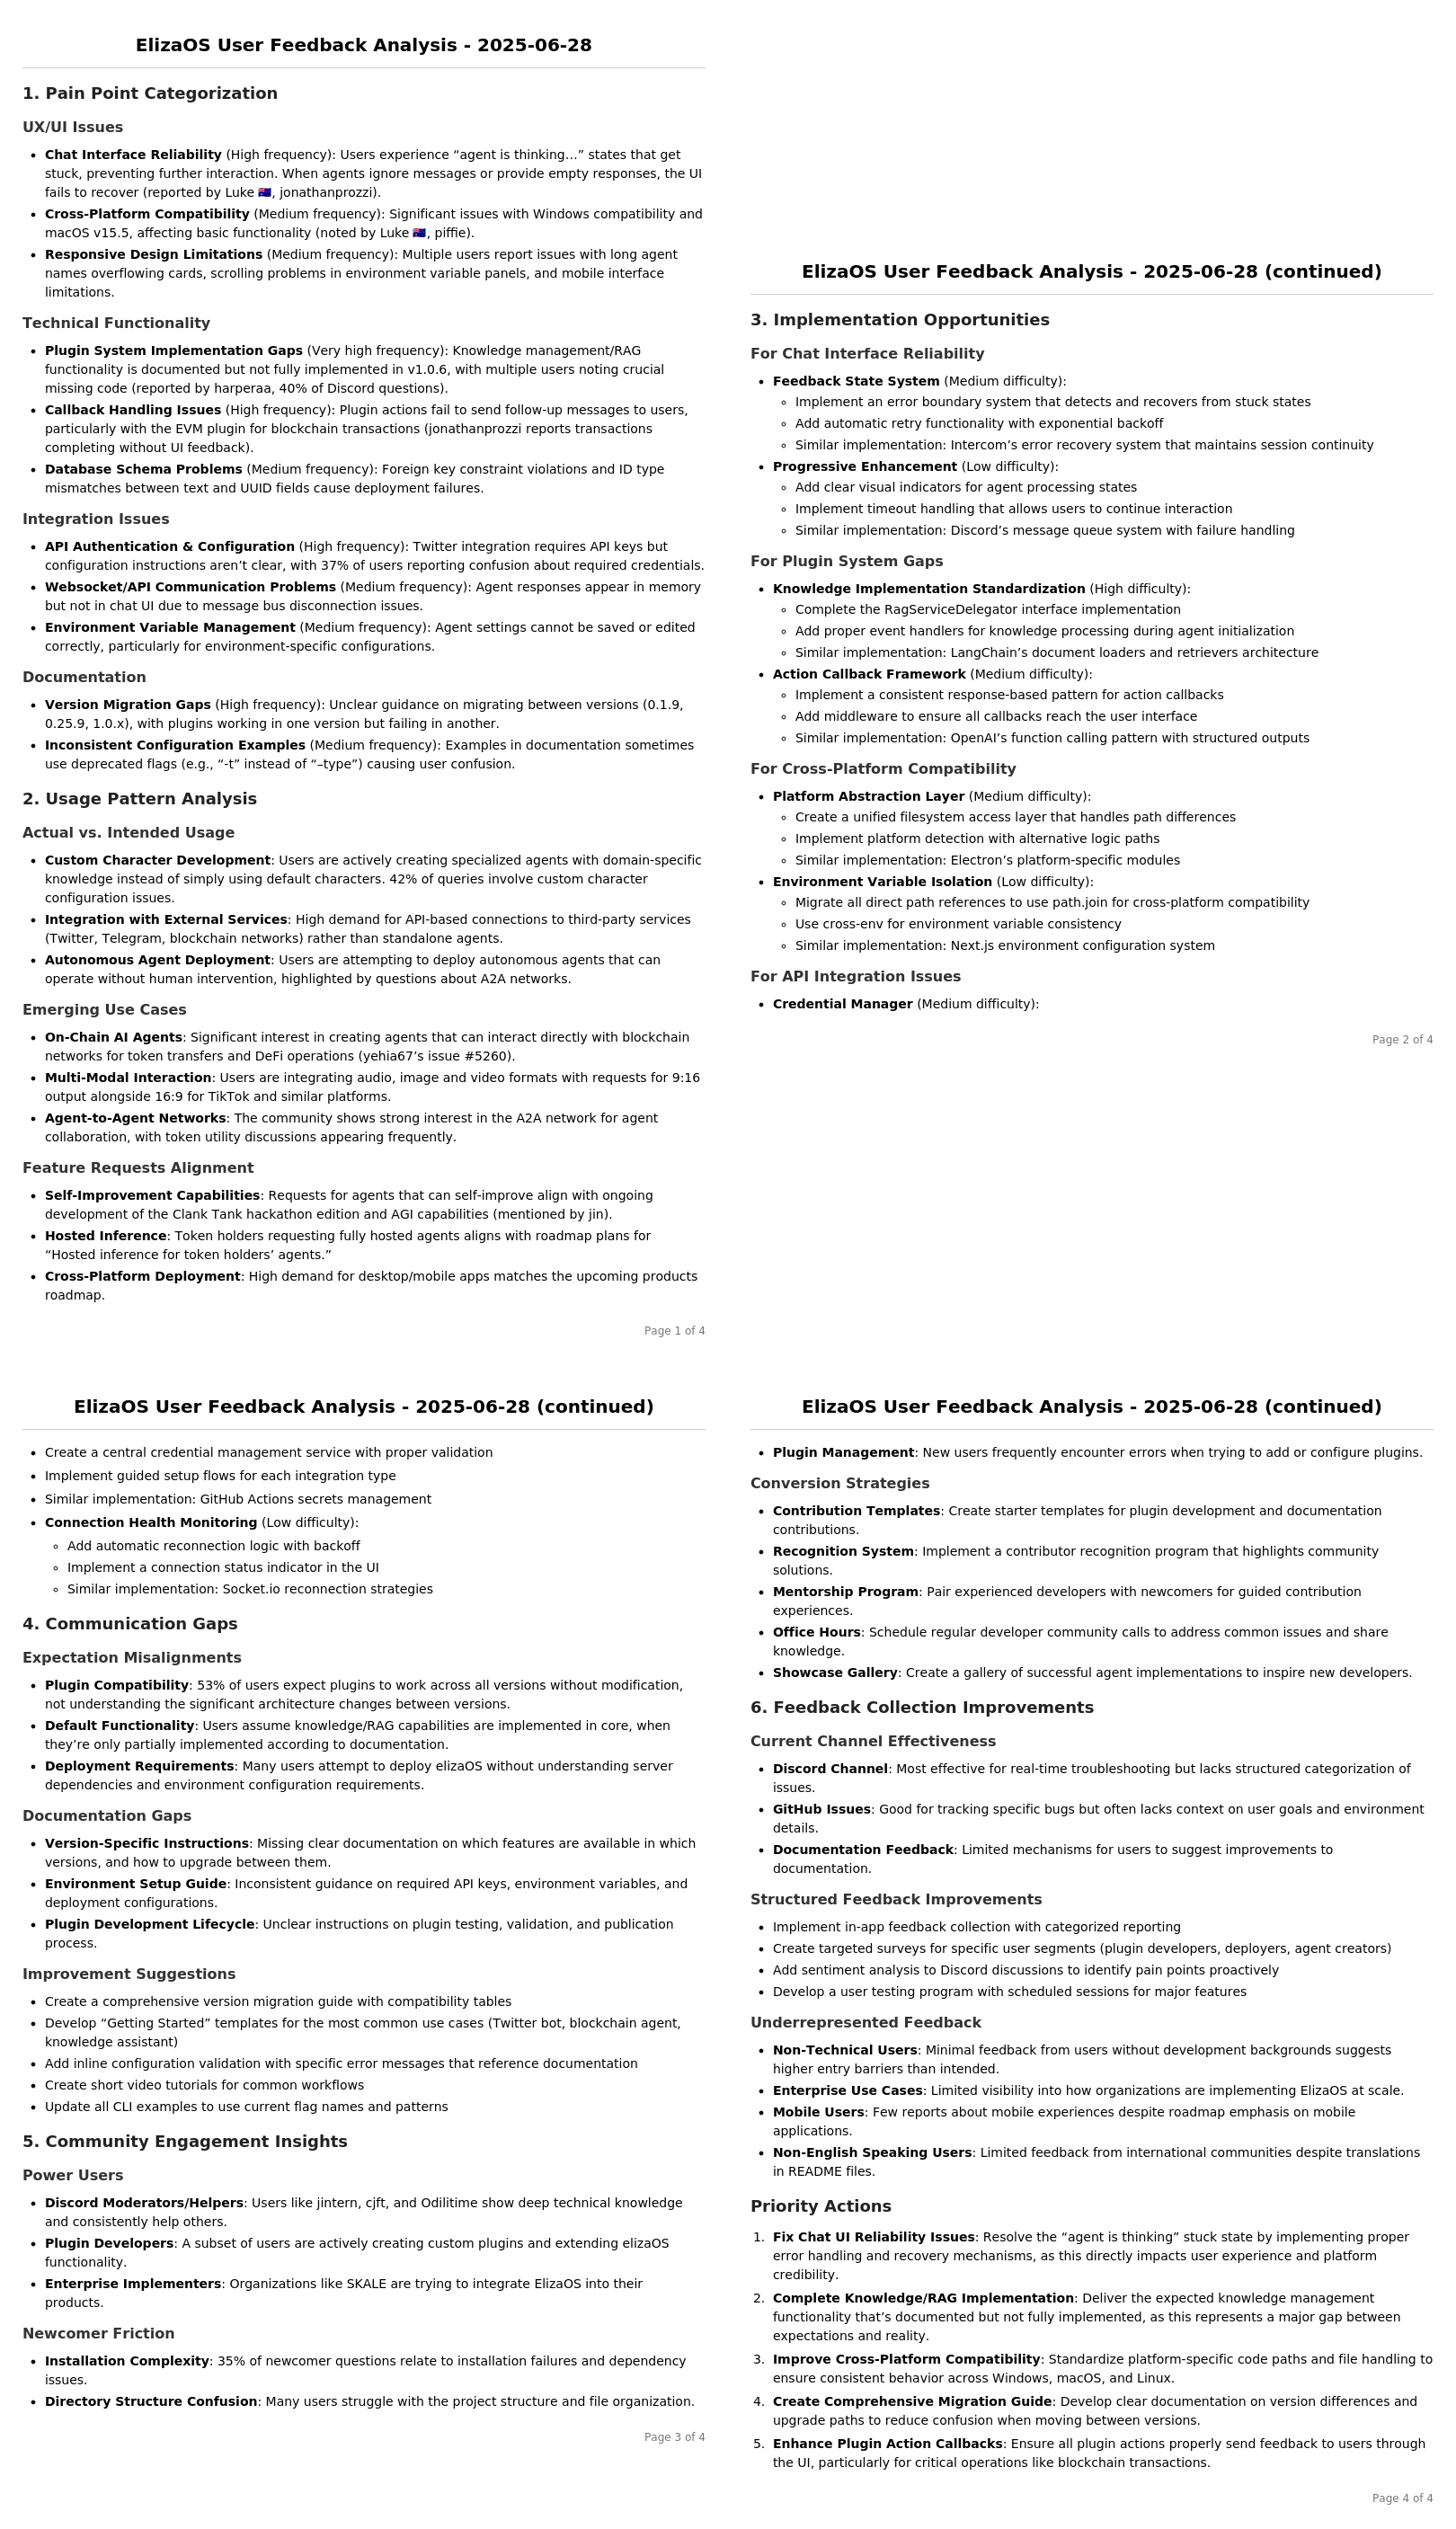 ElizaOS User Feedback Analysis - 2025-06-28
1. Pain Point Categorization
UX/UI Issues
• Chat Interface Reliability (High frequency): Users experience “agent is thinking…” states that get
stuck, preventing further interaction. When agents ignore messages or provide empty responses, the UI
fails to recover (reported by Luke 🇦🇺, jonathanprozzi).
• Cross-Platform Compatibility (Medium frequency): Significant issues with Windows compatibility and
macOS v15.5, affecting basic functionality (noted by Luke 🇦🇺, piffie).
• Responsive Design Limitations (Medium frequency): Multiple users report issues with long agent
names overflowing cards, scrolling problems in environment variable panels, and mobile interface
limitations.
Technical Functionality
• Plugin System Implementation Gaps (Very high frequency): Knowledge management/RAG
functionality is documented but not fully implemented in v1.0.6, with multiple users noting crucial
missing code (reported by harperaa, 40% of Discord questions).
• Callback Handling Issues (High frequency): Plugin actions fail to send follow-up messages to users,
particularly with the EVM plugin for blockchain transactions (jonathanprozzi reports transactions
completing without UI feedback).
• Database Schema Problems (Medium frequency): Foreign key constraint violations and ID type
mismatches between text and UUID fields cause deployment failures.
Integration Issues
• API Authentication & Configuration (High frequency): Twitter integration requires API keys but
configuration instructions aren’t clear, with 37% of users reporting confusion about required credentials.
• Websocket/API Communication Problems (Medium frequency): Agent responses appear in memory
but not in chat UI due to message bus disconnection issues.
• Environment Variable Management (Medium frequency): Agent settings cannot be saved or edited
correctly, particularly for environment-specific configurations.
Documentation
• Version Migration Gaps (High frequency): Unclear guidance on migrating between versions (0.1.9,
0.25.9, 1.0.x), with plugins working in one version but failing in another.
• Inconsistent Configuration Examples (Medium frequency): Examples in documentation sometimes
use deprecated flags (e.g., “-t” instead of “–type”) causing user confusion.
2. Usage Pattern Analysis
Actual vs. Intended Usage
• Custom Character Development: Users are actively creating specialized agents with domain-specific
knowledge instead of simply using default characters. 42% of queries involve custom character
configuration issues.
• Integration with External Services: High demand for API-based connections to third-party services
(Twitter, Telegram, blockchain networks) rather than standalone agents.
• Autonomous Agent Deployment: Users are attempting to deploy autonomous agents that can
operate without human intervention, highlighted by questions about A2A networks.
Emerging Use Cases
• On-Chain AI Agents: Significant interest in creating agents that can interact directly with blockchain
networks for token transfers and DeFi operations (yehia67’s issue #5260).
• Multi-Modal Interaction: Users are integrating audio, image and video formats with requests for 9:16
output alongside 16:9 for TikTok and similar platforms.
• Agent-to-Agent Networks: The community shows strong interest in the A2A network for agent
collaboration, with token utility discussions appearing frequently.
Feature Requests Alignment
• Self-Improvement Capabilities: Requests for agents that can self-improve align with ongoing
development of the Clank Tank hackathon edition and AGI capabilities (mentioned by jin).
• Hosted Inference: Token holders requesting fully hosted agents aligns with roadmap plans for
“Hosted inference for token holders’ agents.”
• Cross-Platform Deployment: High demand for desktop/mobile apps matches the upcoming products
roadmap.
Page 1 of 4
ElizaOS User Feedback Analysis - 2025-06-28 (continued)
3. Implementation Opportunities
For Chat Interface Reliability
• Feedback State System (Medium difficulty):
◦ Implement an error boundary system that detects and recovers from stuck states
◦ Add automatic retry functionality with exponential backoff
◦ Similar implementation: Intercom’s error recovery system that maintains session continuity
• Progressive Enhancement (Low difficulty):
◦ Add clear visual indicators for agent processing states
◦ Implement timeout handling that allows users to continue interaction
◦ Similar implementation: Discord’s message queue system with failure handling
For Plugin System Gaps
• Knowledge Implementation Standardization (High difficulty):
◦ Complete the RagServiceDelegator interface implementation
◦ Add proper event handlers for knowledge processing during agent initialization
◦ Similar implementation: LangChain’s document loaders and retrievers architecture
• Action Callback Framework (Medium difficulty):
◦ Implement a consistent response-based pattern for action callbacks
◦ Add middleware to ensure all callbacks reach the user interface
◦ Similar implementation: OpenAI’s function calling pattern with structured outputs
For Cross-Platform Compatibility
• Platform Abstraction Layer (Medium difficulty):
◦ Create a unified filesystem access layer that handles path differences
◦ Implement platform detection with alternative logic paths
◦ Similar implementation: Electron’s platform-specific modules
• Environment Variable Isolation (Low difficulty):
◦ Migrate all direct path references to use path.join for cross-platform compatibility
◦ Use cross-env for environment variable consistency
◦ Similar implementation: Next.js environment configuration system
For API Integration Issues
• Credential Manager (Medium difficulty):
Page 2 of 4
ElizaOS User Feedback Analysis - 2025-06-28 (continued)
• Create a central credential management service with proper validation
• Implement guided setup flows for each integration type
• Similar implementation: GitHub Actions secrets management
• Connection Health Monitoring (Low difficulty):
◦ Add automatic reconnection logic with backoff
◦ Implement a connection status indicator in the UI
◦ Similar implementation: Socket.io reconnection strategies
4. Communication Gaps
Expectation Misalignments
• Plugin Compatibility: 53% of users expect plugins to work across all versions without modification,
not understanding the significant architecture changes between versions.
• Default Functionality: Users assume knowledge/RAG capabilities are implemented in core, when
they’re only partially implemented according to documentation.
• Deployment Requirements: Many users attempt to deploy elizaOS without understanding server
dependencies and environment configuration requirements.
Documentation Gaps
• Version-Specific Instructions: Missing clear documentation on which features are available in which
versions, and how to upgrade between them.
• Environment Setup Guide: Inconsistent guidance on required API keys, environment variables, and
deployment configurations.
• Plugin Development Lifecycle: Unclear instructions on plugin testing, validation, and publication
process.
Improvement Suggestions
• Create a comprehensive version migration guide with compatibility tables
• Develop “Getting Started” templates for the most common use cases (Twitter bot, blockchain agent,
knowledge assistant)
• Add inline configuration validation with specific error messages that reference documentation
• Create short video tutorials for common workflows
• Update all CLI examples to use current flag names and patterns
5. Community Engagement Insights
Power Users
• Discord Moderators/Helpers: Users like jintern, cjft, and Odilitime show deep technical knowledge
and consistently help others.
• Plugin Developers: A subset of users are actively creating custom plugins and extending elizaOS
functionality.
• Enterprise Implementers: Organizations like SKALE are trying to integrate ElizaOS into their
products.
Newcomer Friction
• Installation Complexity: 35% of newcomer questions relate to installation failures and dependency
issues.
• Directory Structure Confusion: Many users struggle with the project structure and file organization.
Page 3 of 4
ElizaOS User Feedback Analysis - 2025-06-28 (continued)
• Plugin Management: New users frequently encounter errors when trying to add or configure plugins.
Conversion Strategies
• Contribution Templates: Create starter templates for plugin development and documentation
contributions.
• Recognition System: Implement a contributor recognition program that highlights community
solutions.
• Mentorship Program: Pair experienced developers with newcomers for guided contribution
experiences.
• Office Hours: Schedule regular developer community calls to address common issues and share
knowledge.
• Showcase Gallery: Create a gallery of successful agent implementations to inspire new developers.
6. Feedback Collection Improvements
Current Channel Effectiveness
• Discord Channel: Most effective for real-time troubleshooting but lacks structured categorization of
issues.
• GitHub Issues: Good for tracking specific bugs but often lacks context on user goals and environment
details.
• Documentation Feedback: Limited mechanisms for users to suggest improvements to
documentation.
Structured Feedback Improvements
• Implement in-app feedback collection with categorized reporting
• Create targeted surveys for specific user segments (plugin developers, deployers, agent creators)
• Add sentiment analysis to Discord discussions to identify pain points proactively
• Develop a user testing program with scheduled sessions for major features
Underrepresented Feedback
• Non-Technical Users: Minimal feedback from users without development backgrounds suggests
higher entry barriers than intended.
• Enterprise Use Cases: Limited visibility into how organizations are implementing ElizaOS at scale.
• Mobile Users: Few reports about mobile experiences despite roadmap emphasis on mobile
applications.
• Non-English Speaking Users: Limited feedback from international communities despite translations
in README files.
Priority Actions
1. Fix Chat UI Reliability Issues: Resolve the “agent is thinking” stuck state by implementing proper
error handling and recovery mechanisms, as this directly impacts user experience and platform
credibility.
2. Complete Knowledge/RAG Implementation: Deliver the expected knowledge management
functionality that’s documented but not fully implemented, as this represents a major gap between
expectations and reality.
3. Improve Cross-Platform Compatibility: Standardize platform-specific code paths and file handling to
ensure consistent behavior across Windows, macOS, and Linux.
4. Create Comprehensive Migration Guide: Develop clear documentation on version differences and
upgrade paths to reduce confusion when moving between versions.
5. Enhance Plugin Action Callbacks: Ensure all plugin actions properly send feedback to users through
the UI, particularly for critical operations like blockchain transactions.
Page 4 of 4